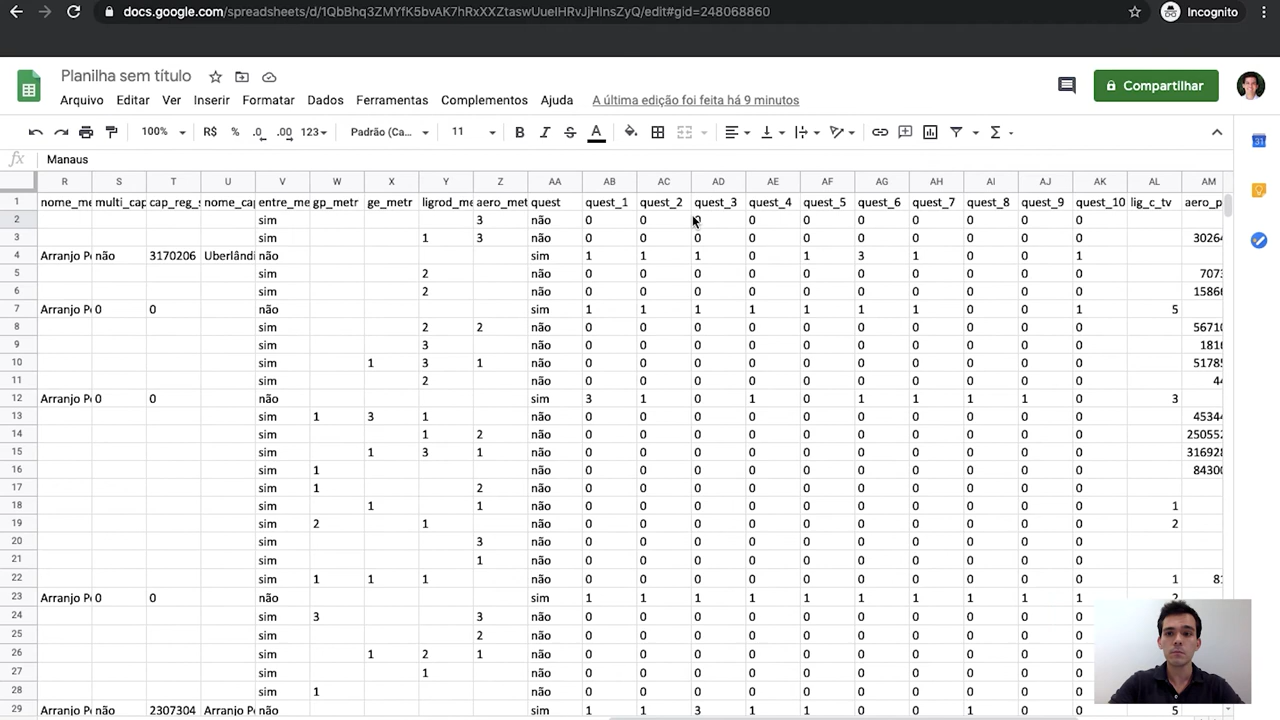 docs.google.com/spreadsheets/d/1QbBhq3ZMYfK5bvAK7hRxXXZtaswUueIHRvJjHInsZyQ/edit#gid=248068860 Incognito
Planilha sem título
Compartilhar
Arquivo Editar Ver Inserir Formatar Dados Ferramentas Complementos Ajuda A última edição foi feita há 9 minutos
100% R$ % .0 .00 123 Padrão (Ca... 11 B I S A Σ
fx Manaus
R S T U V W X Y Z AA AB AC AD AE AF AG AH AI AJ AK AL AM
1 nome_me multi_cap cap_reg_ nome_cap entre_me gp_metr ge_metr ligrod_me aero_met quest quest_1 quest_2 quest_3 quest_4 quest_5 quest_6 quest_7 quest_8 quest_9 quest_10 lig_c_tv aero_p
2 sim 3 não 0 0 0 0 0 0 0 0 0 0
3 sim 1 3 não 0 0 0 0 0 0 0 0 0 0 30264
4 Arranjo Po não 3170206 Uberlândi não sim 1 1 1 0 1 3 1 0 0 1
5 sim 2 não 0 0 0 0 0 0 0 0 0 0 7073
6 sim 2 não 0 0 0 0 0 0 0 0 0 0 15866
7 Arranjo Po 0 0 não sim 1 1 1 1 1 1 1 0 0 1 5
8 sim 2 2 não 0 0 0 0 0 0 0 0 0 0 56710
9 sim 3 não 0 0 0 0 0 0 0 0 0 0 1816
10 sim 1 3 1 não 0 0 0 0 0 0 0 0 0 0 51785
11 sim 2 não 0 0 0 0 0 0 0 0 0 0 44
12 Arranjo Po 0 0 não sim 3 1 0 1 0 1 1 1 1 0 3
13 sim 1 3 1 não 0 0 0 0 0 0 0 0 0 0 45344
14 sim 1 2 não 0 0 0 0 0 0 0 0 0 0 250552
15 sim 1 3 1 não 0 0 0 0 0 0 0 0 0 0 316928
16 sim 1 não 0 0 0 0 0 0 0 0 0 0 84300
17 sim 1 2 não 0 0 0 0 0 0 0 0 0 0
18 sim 1 1 não 0 0 0 0 0 0 0 0 0 0 1
19 sim 2 1 não 0 0 0 0 0 0 0 0 0 0 2
20 sim 3 não 0 0 0 0 0 0 0 0 0 0
21 sim 1 não 0 0 0 0 0 0 0 0 0 0
22 sim 1 1 1 não 0 0 0 0 0 0 0 0 0 0 1 81
23 Arranjo Po 0 0 não sim 1 1 1 1 1 1 1 1 1 1
24 sim 3 3 não 0 0 0 0 0 0 0 0 0 0
25 sim 2 não 0 0 0 0 0 0 0 0 0 0
26 sim 1 2 1 não 0 0 0 0 0 0 0 0 0 0
27 sim 1 não 0 0 0 0 0 0 0 0 0 0
28 sim 1 não 0 0 0 0 0 0 0 0 0 0
29 Arranjo Po não 2307304 Arranjo Po não sim 1 1 3 1 1 0 0 1 0 0 5